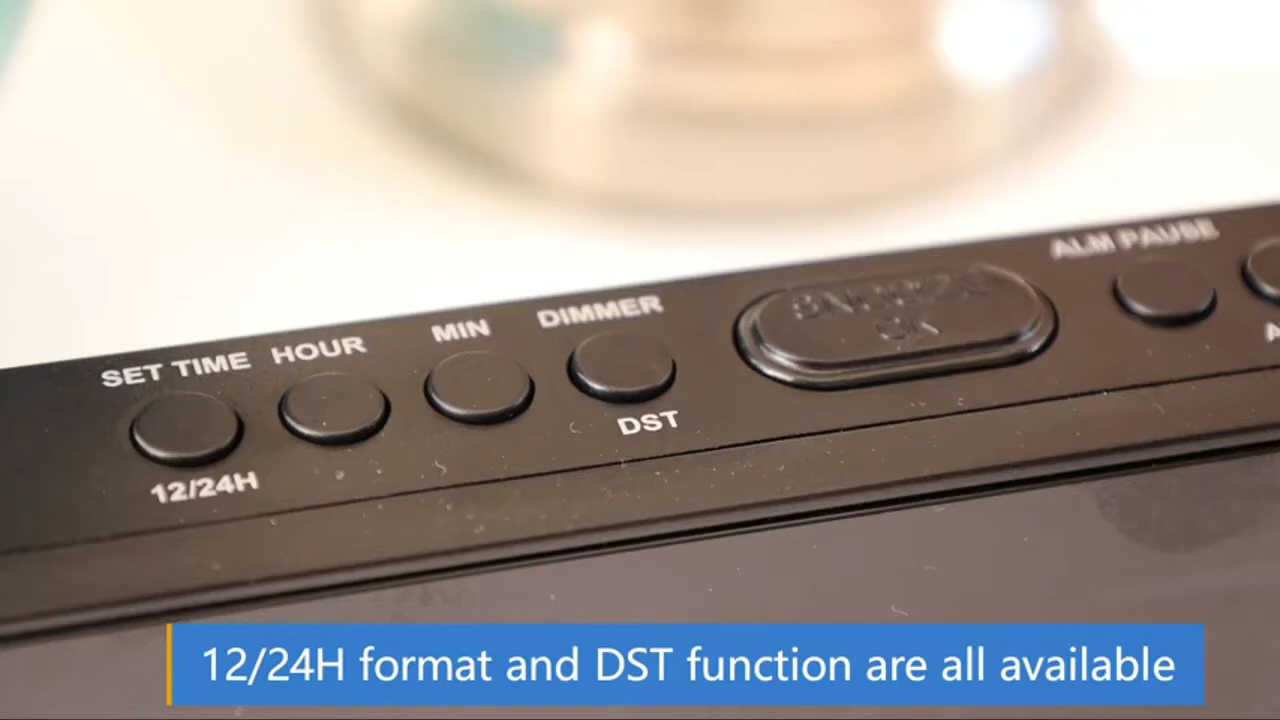 SET TIME
HOUR
MIN
DIMMER
ALM PAUSE
SNOOZE
12/24H
DST
12/24H format and DST function are all available